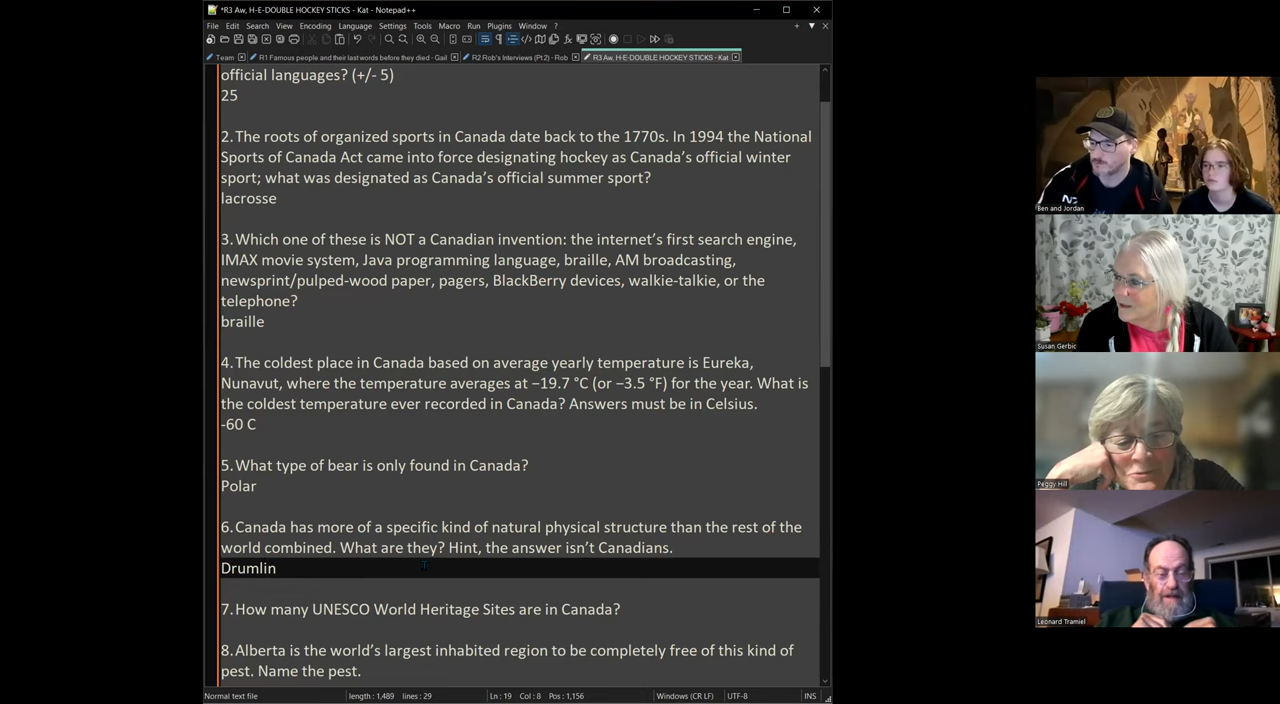 *R3 Aw, H-E-DOUBLE HOCKEY STICKS - Kat - Notepad++
File Edit Search View Encoding Language Settings Tools Macro Run Plugins Window ?
Team R1 Famous people and their last words before they died - Gail R2 Rob's Interviews (Pt2) - Rob R3 Aw, H-E-DOUBLE HOCKEY STICKS - Kat
official languages? (+/- 5)
25
2. The roots of organized sports in Canada date back to the 1770s. In 1994 the National
Sports of Canada Act came into force designating hockey as Canada's official winter
sport; what was designated as Canada's official summer sport?
lacrosse
3. Which one of these is NOT a Canadian invention: the internet's first search engine,
IMAX movie system, Java programming language, braille, AM broadcasting,
newsprint/pulped-wood paper, pagers, BlackBerry devices, walkie-talkie, or the
telephone?
braille
4. The coldest place in Canada based on average yearly temperature is Eureka,
Nunavut, where the temperature averages at −19.7 °C (or −3.5 °F) for the year. What is
the coldest temperature ever recorded in Canada? Answers must be in Celsius.
-60 C
5. What type of bear is only found in Canada?
Polar
6. Canada has more of a specific kind of natural physical structure than the rest of the
world combined. What are they? Hint, the answer isn't Canadians.
Drumlin
7. How many UNESCO World Heritage Sites are in Canada?
8. Alberta is the world's largest inhabited region to be completely free of this kind of
pest. Name the pest.
Normal text file length : 1,489 lines : 29 Ln : 19 Col : 8 Pos : 1,156 Windows (CR LF) UTF-8 INS
Ben and Jordan
Susan Gerbic
Peggy Hill
Leonard Tramiel